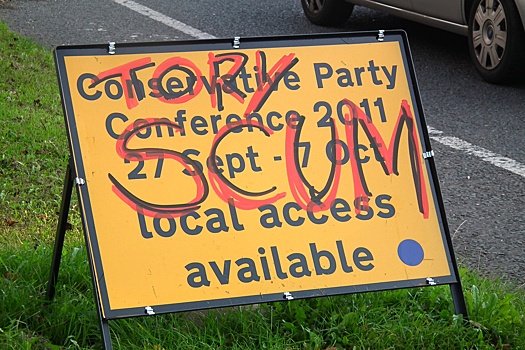 TORY
SCUM
Conservative Party
Conference 2011
27 Sept - 7 Oct
local access
available